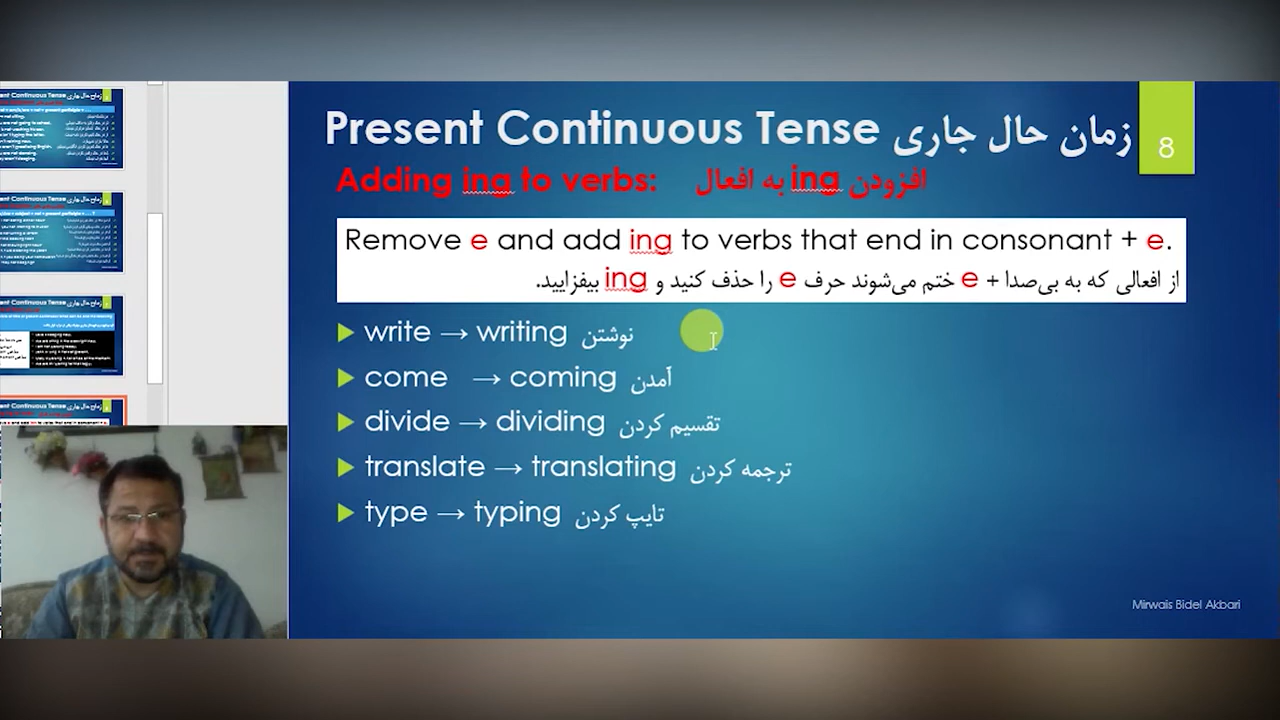 Present Continuous Tense زمان حال جاری
8
Adding ing to verbs: افزودن ing به افعال
Remove e and add ing to verbs that end in consonant + e.
از افعالی که به بی‌صدا + e ختم می‌شوند حرف e را حذف کنید و ing بیفزایید.
write → writing نوشتن
come → coming آمدن
divide → dividing تقسیم کردن
translate → translating ترجمه کردن
type → typing تایپ کردن
Mirwais Bidel Akbari